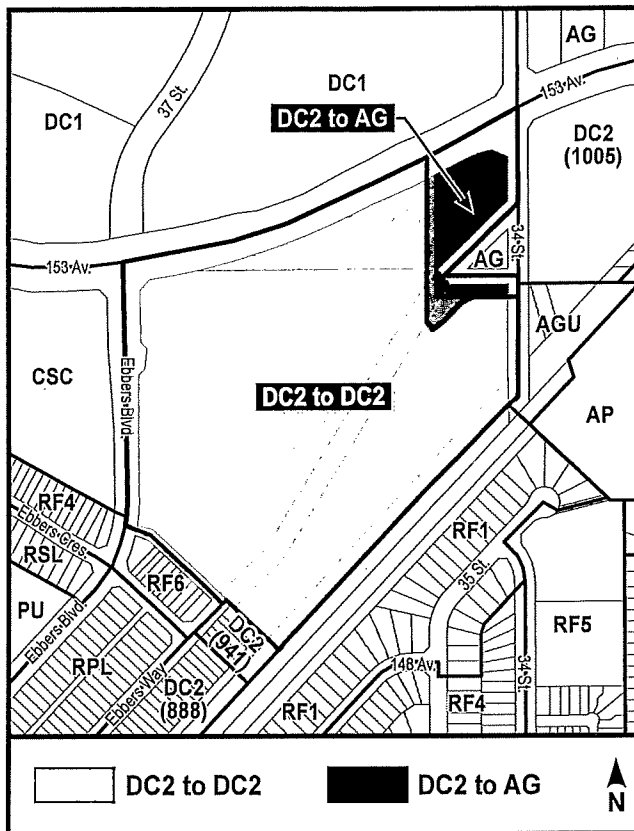 AG
37 St.
DC1
153 Av.
DC1
DC2 to AG
DC2
(1005)
34 St.
AG
153 Av.
AGU
CSC
Ebbers Blvd.
DC2 to DC2
AP
RF4
Ebbers Cres.
RF1
RSL
35 St.
RF6
PU
Ebbers Blvd.
RF5
DC2
(941)
RPL
148 Av.
34 St.
Ebbers Way
DC2
(888)
RF1
RF4
DC2 to DC2
DC2 to AG
N